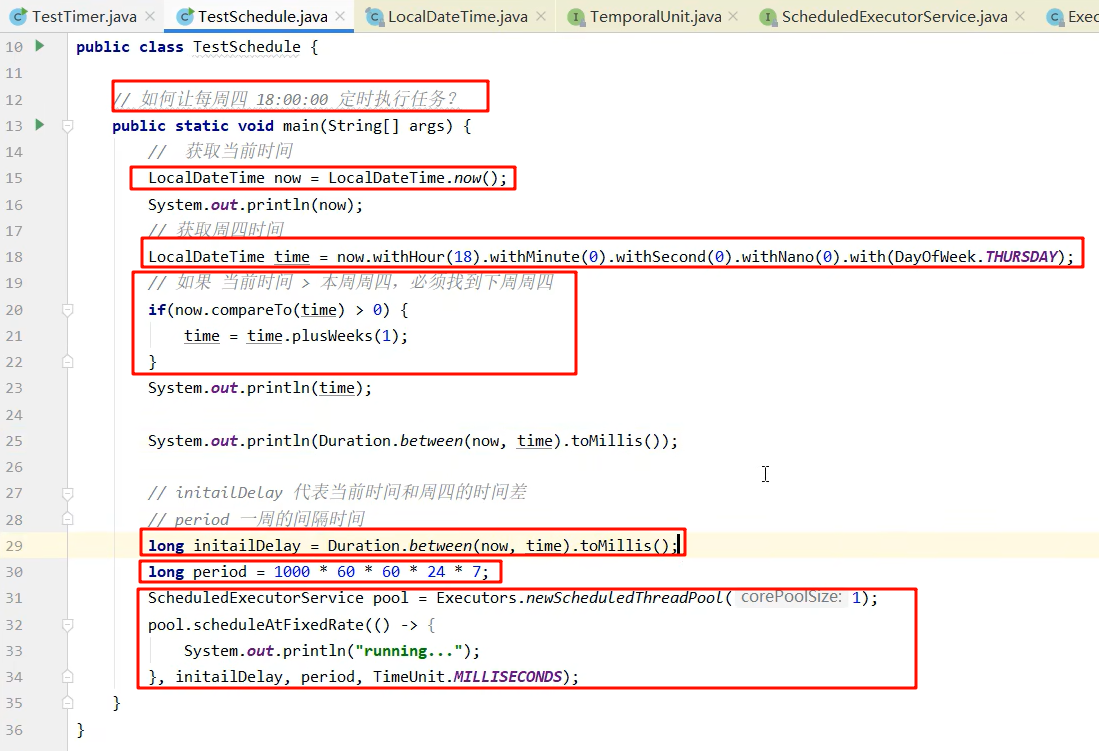 TestTimer.java TestSchedule.java LocalDateTime.java TemporalUnit.java ScheduledExecutorService.java Exec
10 public class TestSchedule {
11
12 // 如何让每周四 18:00:00 定时执行任务?
13 public static void main(String[] args) {
14 // 获取当前时间
15 LocalDateTime now = LocalDateTime.now();
16 System.out.println(now);
17 // 获取周四时间
18 LocalDateTime time = now.withHour(18).withMinute(0).withSecond(0).withNano(0).with(DayOfWeek.THURSDAY);
19 // 如果 当前时间 > 本周周四，必须找到下周周四
20 if(now.compareTo(time) > 0) {
21 time = time.plusWeeks(1);
22 }
23 System.out.println(time);
24
25 System.out.println(Duration.between(now, time).toMillis());
26
27 // initailDelay 代表当前时间和周四的时间差
28 // period 一周的间隔时间
29 long initailDelay = Duration.between(now, time).toMillis();
30 long period = 1000 * 60 * 60 * 24 * 7;
31 ScheduledExecutorService pool = Executors.newScheduledThreadPool( corePoolSize: 1);
32 pool.scheduleAtFixedRate(() -> {
33 System.out.println("running...");
34 }, initailDelay, period, TimeUnit.MILLISECONDS);
35 }
36 }